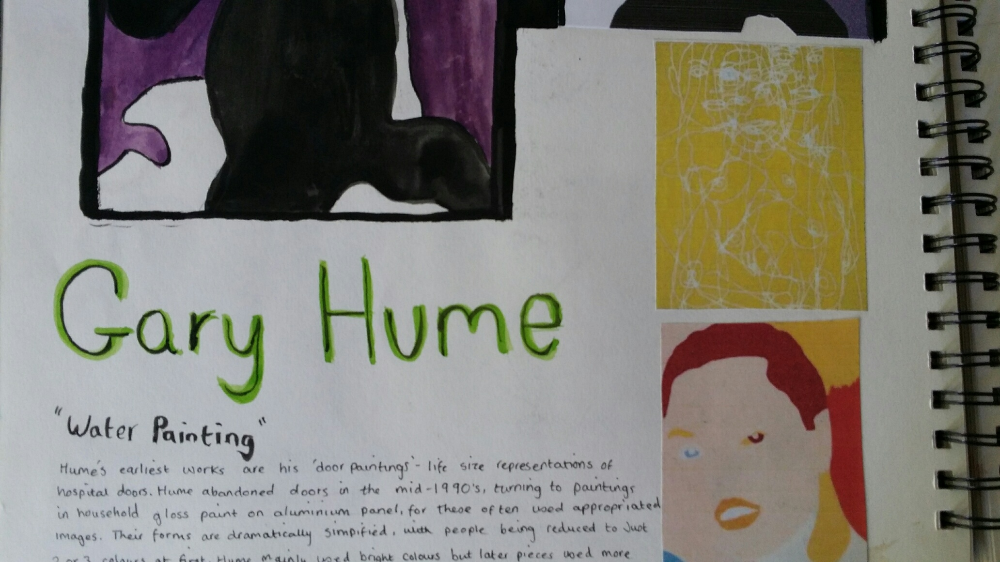 Gary Hume
"Water Painting"
Hume's earliest works are his 'door paintings' - life size representations of
hospital doors. Hume abandoned doors in the mid-1990's, turning to paintings
in household gloss paint on aluminium panel, for these often used appropriated
images. Their forms are dramatically simpified, with people being reduced to Just
2 or 3 colours at first. Hume mainly used bright colours but later pieces used more